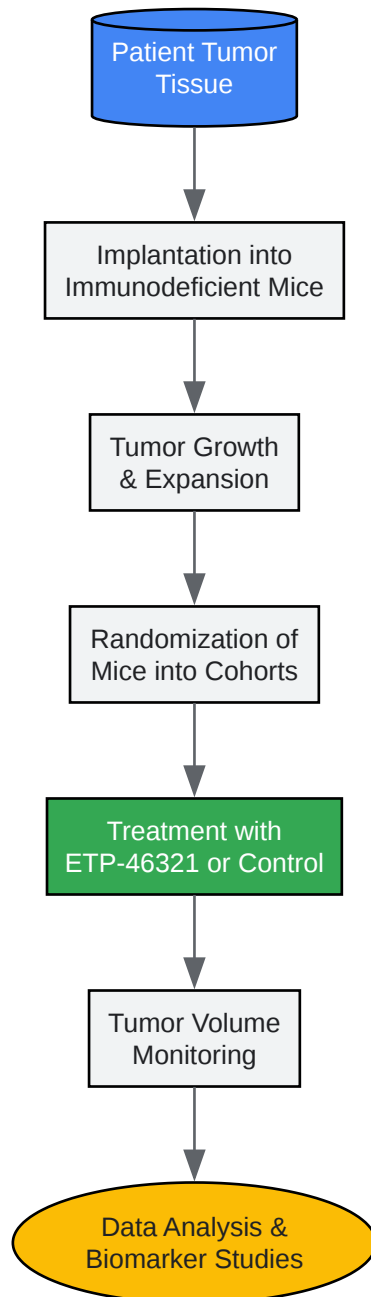 Patient Tumor
Tissue
Implantation into
Immunodeficient Mice
Tumor Growth
& Expansion
Randomization of
Mice into Cohorts
Treatment with
ETP-46321 or Control
Tumor Volume
Monitoring
Data Analysis &
Biomarker Studies